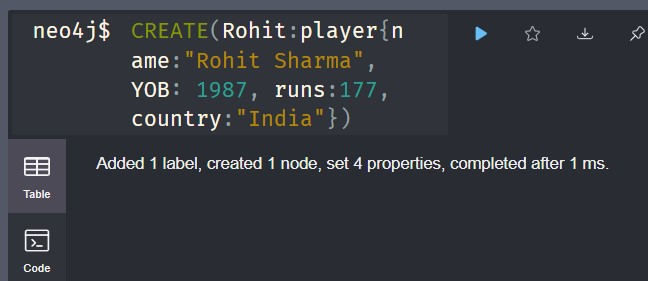 neo4j$ CREATE(Rohit:player{n
ame:"Rohit Sharma",
YOB: 1987, runs:177,
country:"India"})
Added 1 label, created 1 node, set 4 properties, completed after 1 ms.
Table
Code